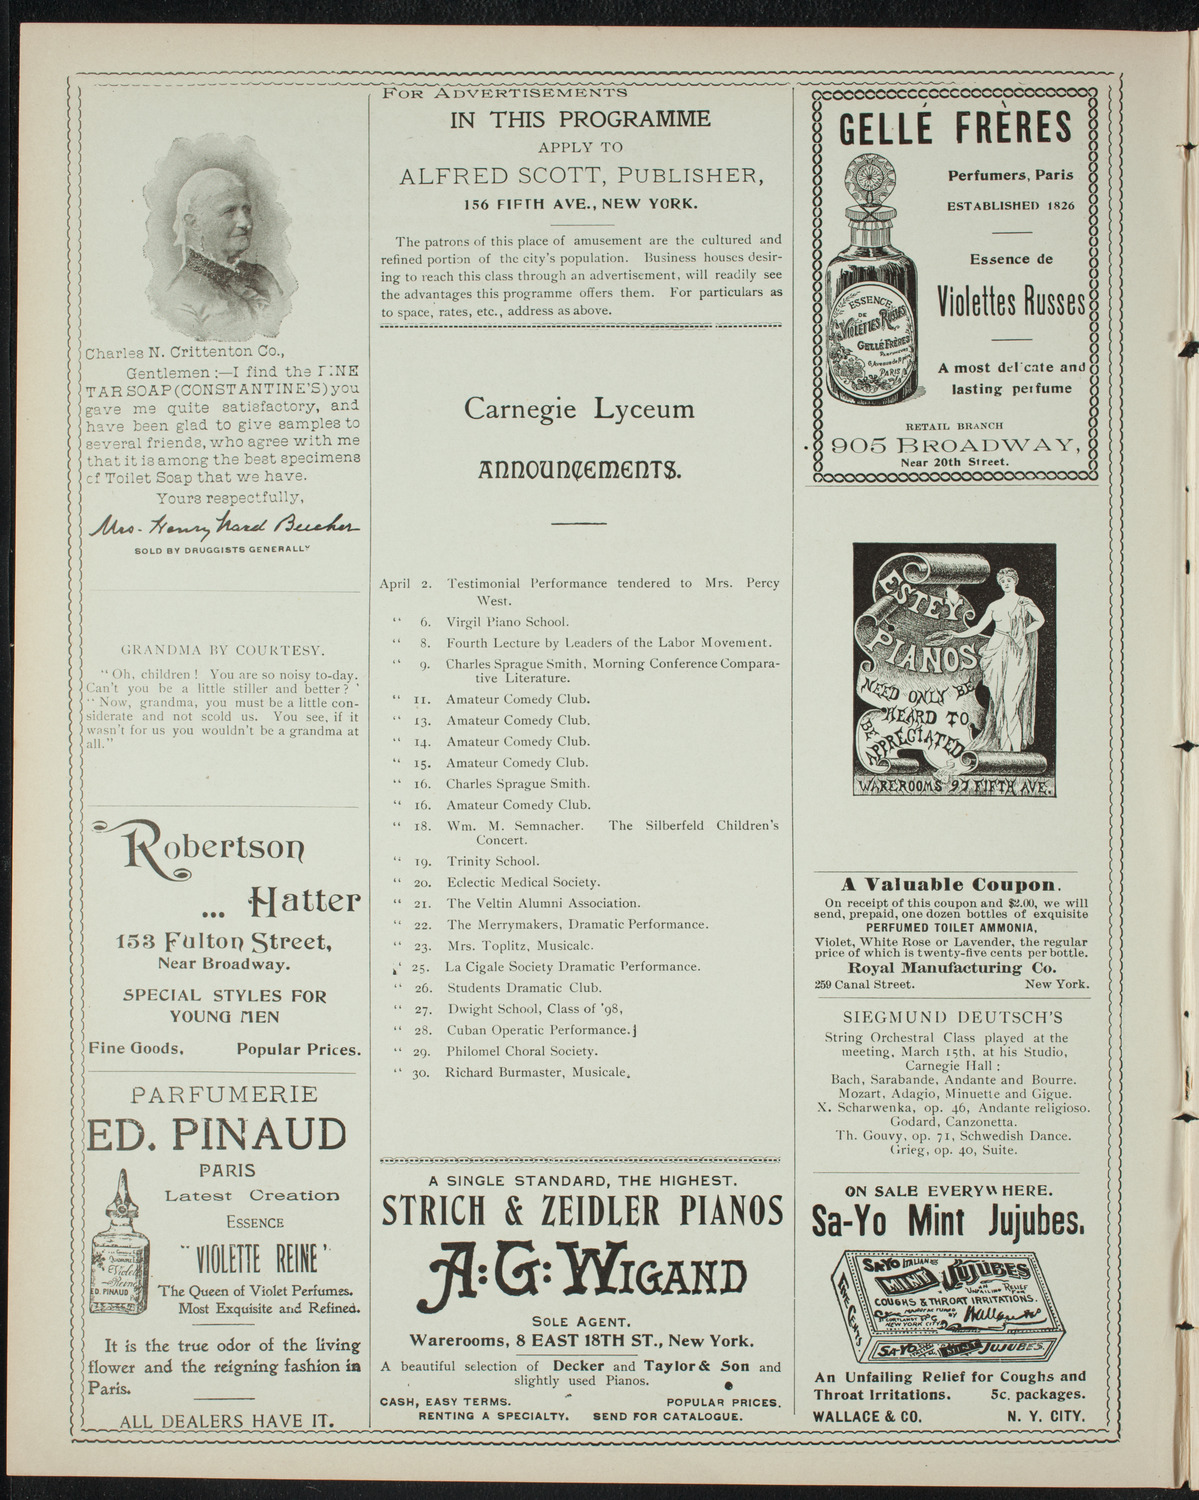 Charles N. Crittenton Co.,
Gentlemen :—I find the PINE
TAR SOAP (CONSTANTINE'S) you
gave me quite satisfactory, and
have been glad to give samples to
several friends, who agree with me
that it is among the best specimens
of Toilet Soap that we have.
Yours respectfully,
Mrs. Henry Ward Beecher
SOLD BY DRUGGISTS GENERALLY
GRANDMA BY COURTESY.
"Oh, children! You are so noisy to-day.
Can't you be a little stiller and better? '
"Now, grandma, you must be a little con-
siderate and not scold us. You see, if it
wasn't for us you wouldn't be a grandma at
all."
Robertson
... Hatter
153 Fulton Street,
Near Broadway.
SPECIAL STYLES FOR
YOUNG MEN
Fine Goods. Popular Prices.
PARFUMERIE
ED. PINAUD
PARIS
Latest Creation
ESSENCE
"VIOLETTE REINE'
The Queen of Violet Perfumes.
Most Exquisite and Refined.
ED. PINAUD
It is the true odor of the living
flower and the reigning fashion in
Paris.
ALL DEALERS HAVE IT.
FOR ADVERTISEMENTS
IN THIS PROGRAMME
APPLY TO
ALFRED SCOTT, PUBLISHER,
156 FIFTH AVE., NEW YORK.
The patrons of this place of amusement are the cultured and
refined portion of the city's population. Business houses desir-
ing to reach this class through an advertisement, will readily see
the advantages this programme offers them. For particulars as
to space, rates, etc., address as above.
Carnegie Lyceum
ANNOUNCEMENTS.
April 2. Testimonial Performance tendered to Mrs. Percy
West.
" 6. Virgil Piano School.
" 8. Fourth Lecture by Leaders of the Labor Movement.
" 9. Charles Sprague Smith, Morning Conference Compara-
tive Literature.
" 11. Amateur Comedy Club.
" 13. Amateur Comedy Club.
" 14. Amateur Comedy Club.
" 15. Amateur Comedy Club.
" 16. Charles Sprague Smith.
" 16. Amateur Comedy Club.
" 18. Wm. M. Semnacher. The Silberfeld Children's
Concert.
" 19. Trinity School.
" 20. Eclectic Medical Society.
" 21. The Veltin Alumni Association.
" 22. The Merrymakers, Dramatic Performance.
" 23. Mrs. Toplitz, Musicale.
" 25. La Cigale Society Dramatic Performance.
" 26. Students Dramatic Club.
" 27. Dwight School, Class of '98,
" 28. Cuban Operatic Performance.
" 29. Philomel Choral Society.
" 30. Richard Burmaster, Musicale.
A SINGLE STANDARD, THE HIGHEST.
STRICH & ZEIDLER PIANOS
A:G:WIGAND
SOLE AGENT.
Warerooms, 8 EAST 18TH ST., New York.
A beautiful selection of Decker and Taylor & Son and
slightly used Pianos.
CASH, EASY TERMS. POPULAR PRICES.
RENTING A SPECIALTY. SEND FOR CATALOGUE.
GELLÉ FRÈRES
Perfumers, Paris
ESTABLISHED 1826
Essence de
Violettes Russes
A most delicate and
lasting perfume
ESSENCE
DE
VIOLETTES RUSSES
GELLÉ FRÈRES
PARIS
RETAIL BRANCH
905 BROADWAY,
Near 20th Street.
ESTEY
PIANOS
NEED ONLY BE
HEARD TO
BE
APPRECIATED
WAREROOMS 97 FIFTH AVE.
A Valuable Coupon.
On receipt of this coupon and $2.00, we will
send, prepaid, one dozen bottles of exquisite
PERFUMED TOILET AMMONIA,
Violet, White Rose or Lavender, the regular
price of which is twenty-five cents per bottle.
Royal Manufacturing Co.
259 Canal Street. New York.
SIEGMUND DEUTSCH'S
String Orchestral Class played at the
meeting, March 15th, at his Studio,
Carnegie Hall :
Bach, Sarabande, Andante and Bourre.
Mozart, Adagio, Minuette and Gigue.
X. Scharwenka, op. 46, Andante religioso.
Godard, Canzonetta.
Th. Gouvy, op. 71, Schwedish Dance.
Grieg, op. 40, Suite.
ON SALE EVERYWHERE.
Sa-Yo Mint Jujubes.
SA-YO
MINT JUJUBES
AN UNFAILING RELIEF FOR
COUGHS & THROAT IRRITATIONS.
FIVE CENTS
SA-YO MINT JUJUBES.
An Unfailing Relief for Coughs and
Throat Irritations. 5c. packages.
WALLACE & CO. N. Y. CITY.